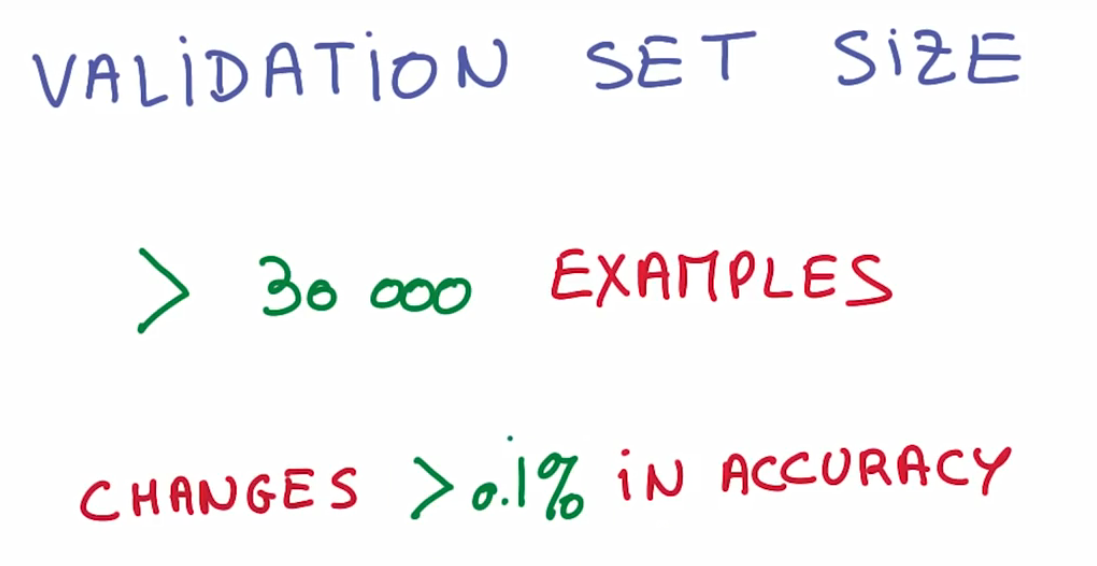 VALIDATION SET SIZE
> 30 000 EXAMPLES
CHANGES > 0.1% IN ACCURACY